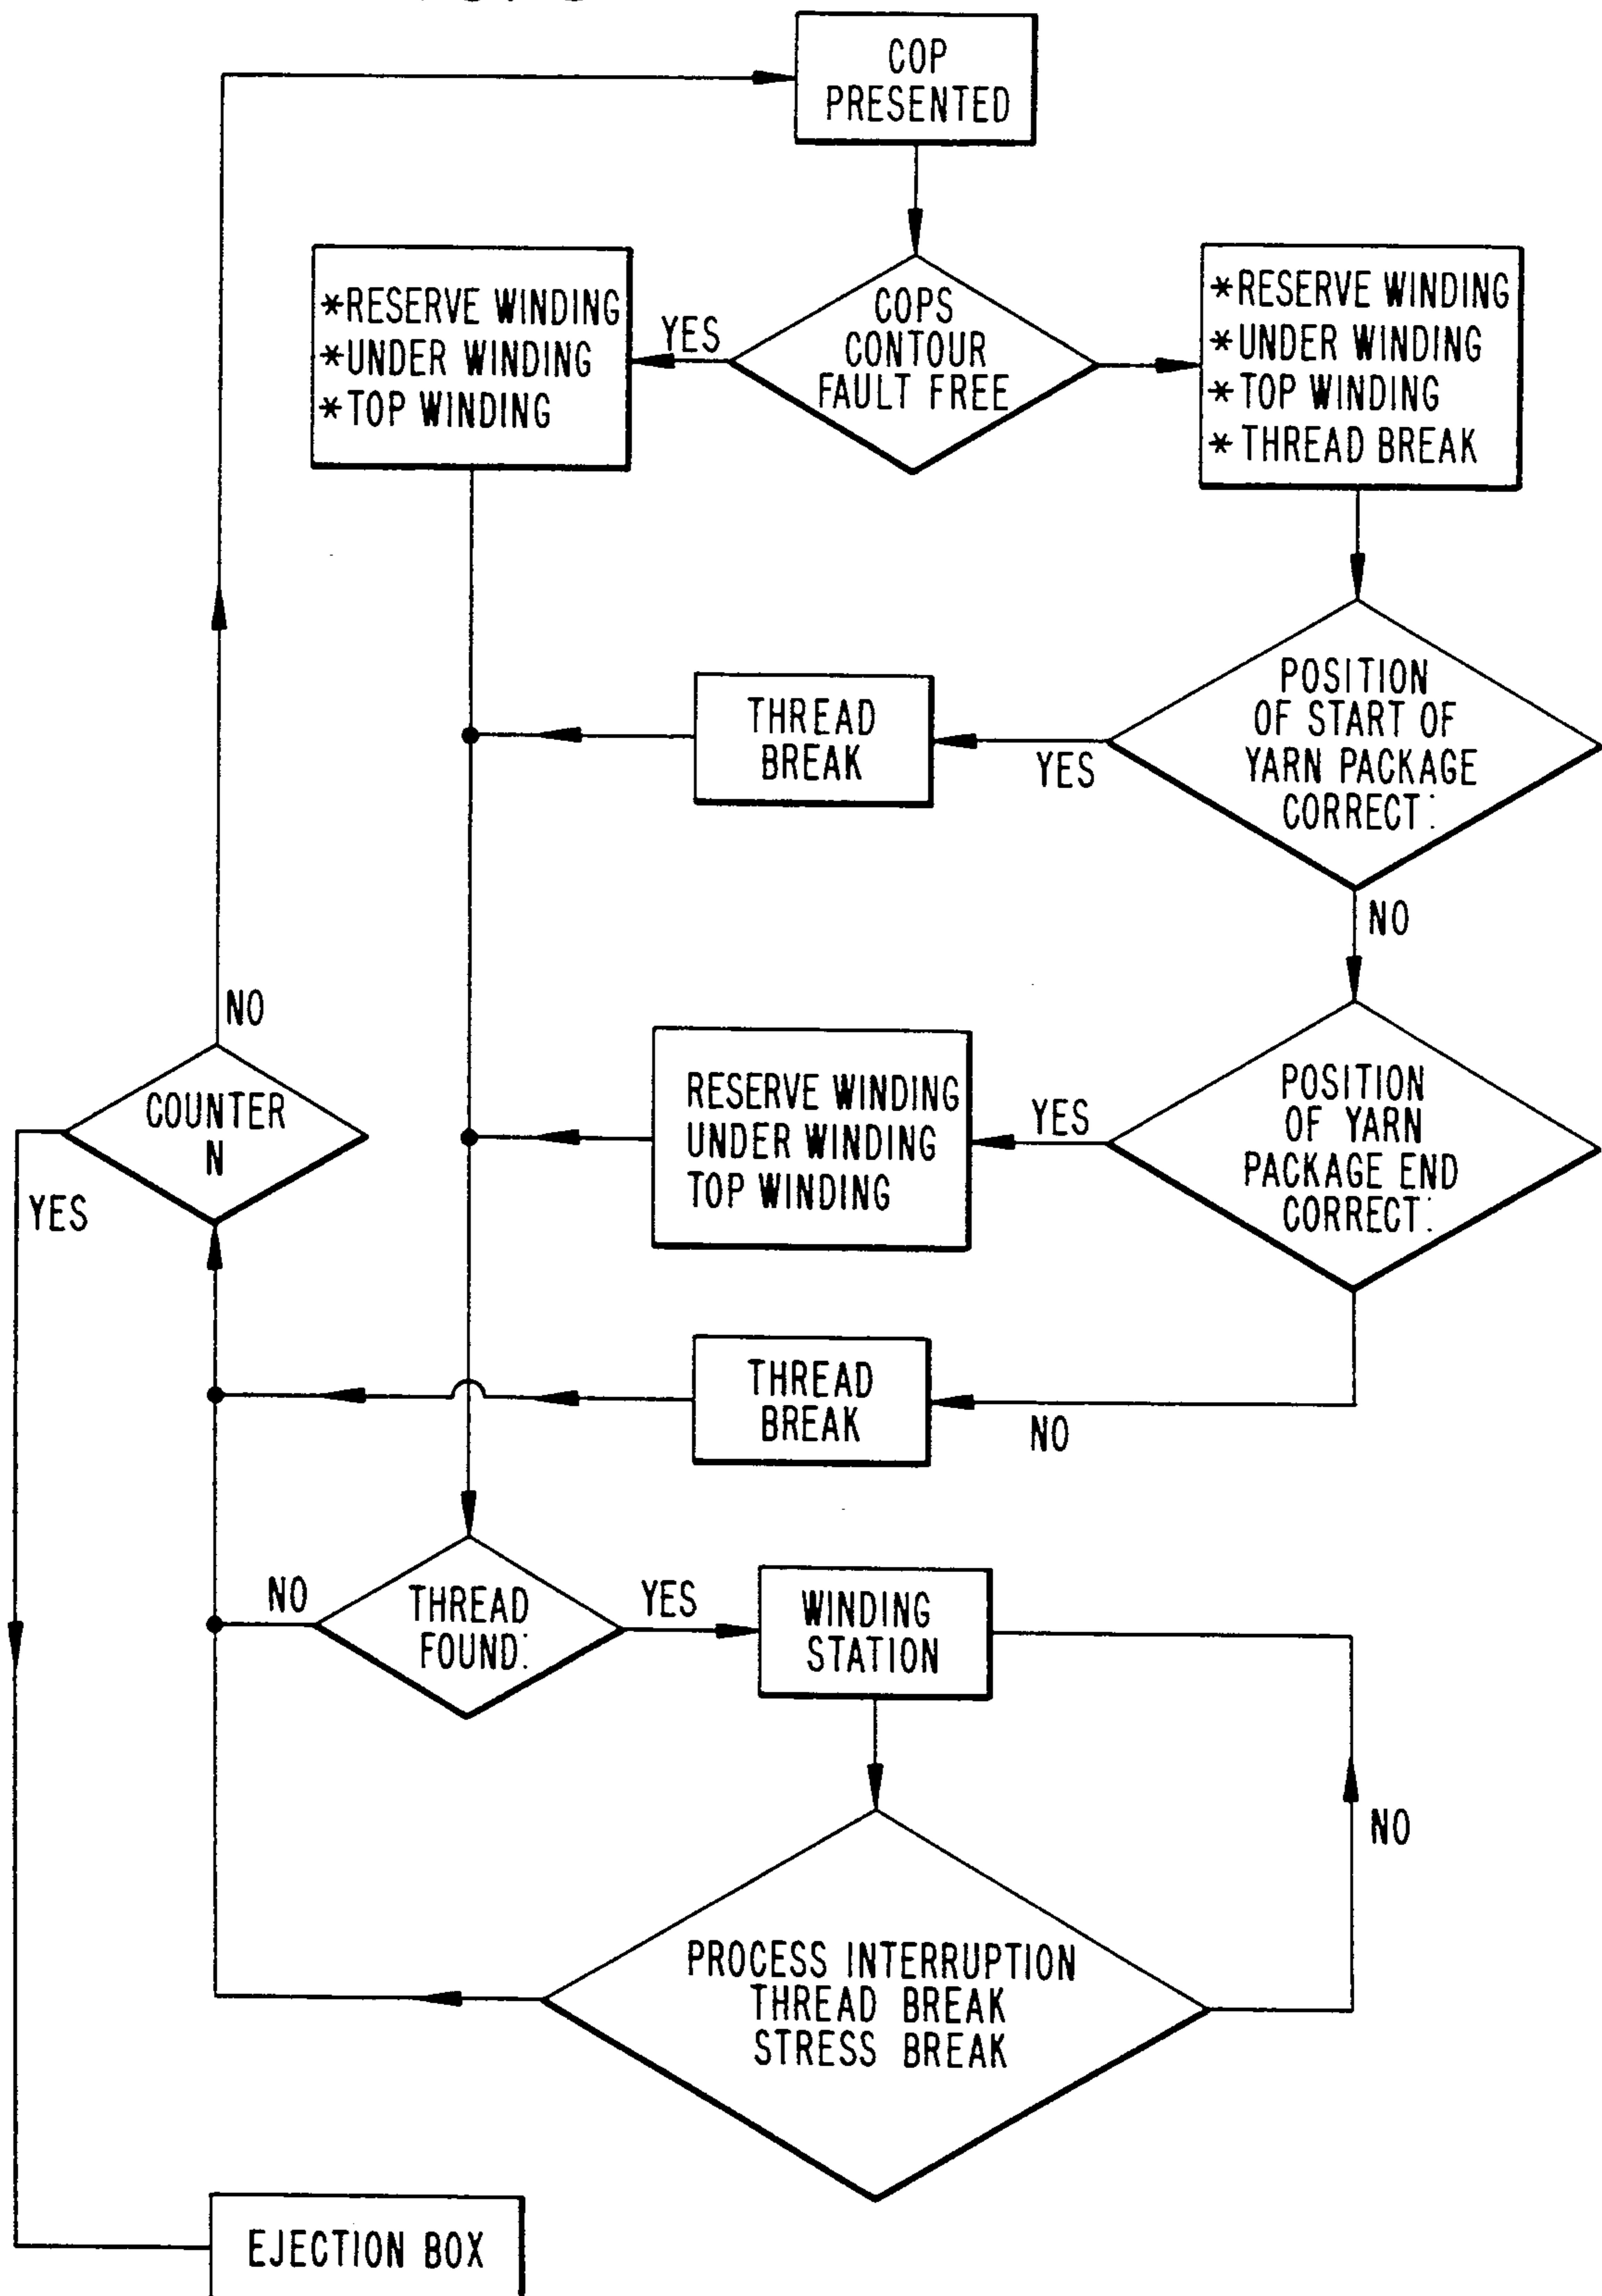 COP
PRESENTED
*RESERVE WINDING
*UNDER WINDING
*TOP WINDING
YES
COPS
CONTOUR
FAULT FREE
*RESERVE WINDING
*UNDER WINDING
*TOP WINDING
* THREAD BREAK
THREAD
BREAK
YES
POSITION
OF START OF
YARN PACKAGE
CORRECT:
NO
NO
COUNTER
N
YES
RESERVE WINDING
UNDER WINDING
TOP WINDING
YES
POSITION
OF YARN
PACKAGE END
CORRECT:
THREAD
BREAK
NO
NO
THREAD
FOUND:
YES
WINDING
STATION
NO
PROCESS INTERRUPTION
THREAD BREAK
STRESS BREAK
EJECTION BOX